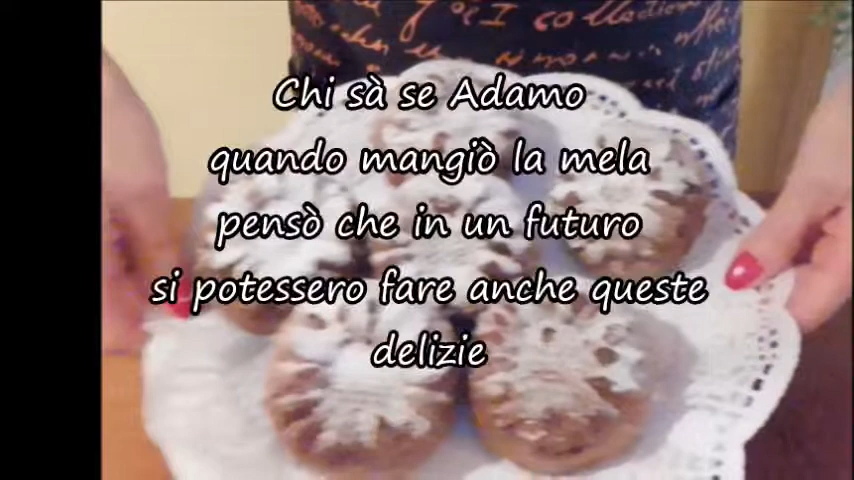 Chi sà se Adamo
quando mangiò la mela
pensò che in un futuro
si potessero fare anche queste
delizie